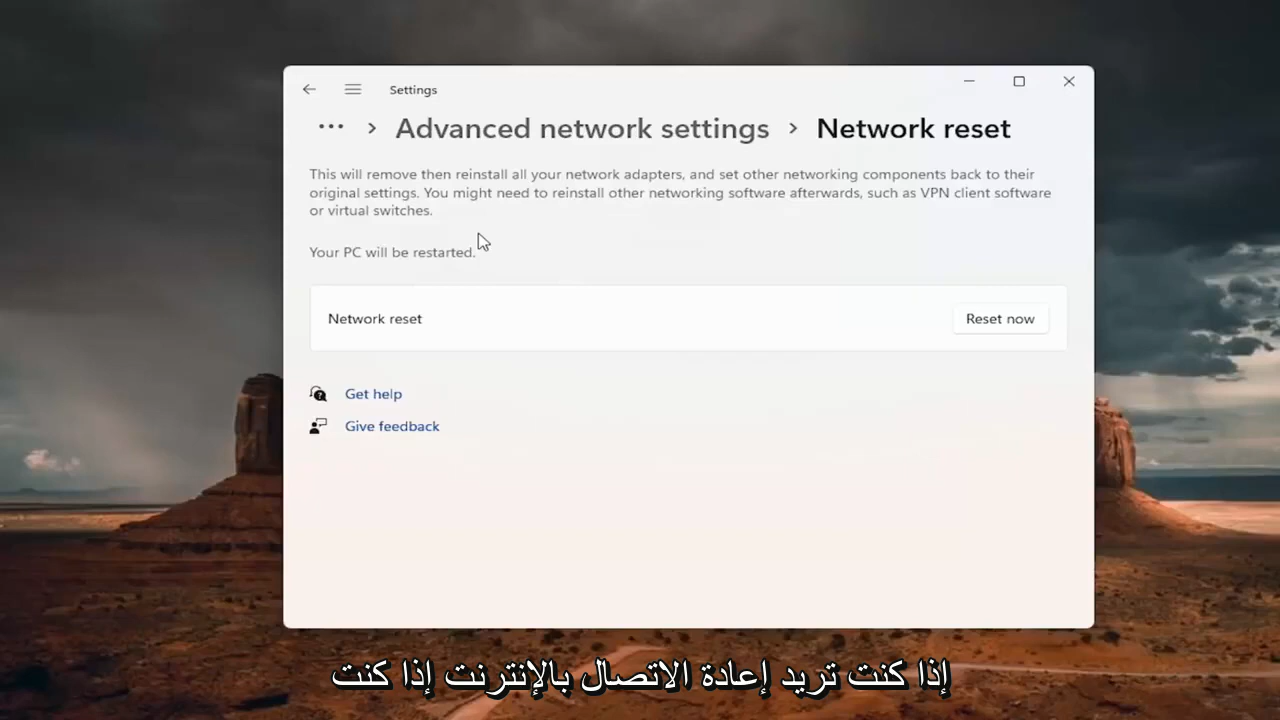 Settings
... > Advanced network settings > Network reset
This will remove then reinstall all your network adapters, and set other networking components back to their
original settings. You might need to reinstall other networking software afterwards, such as VPN client software
or virtual switches.
Your PC will be restarted.
Network reset
Reset now
Get help
Give feedback
إذا كنت تريد إعادة الاتصال بالإنترنت إذا كنت